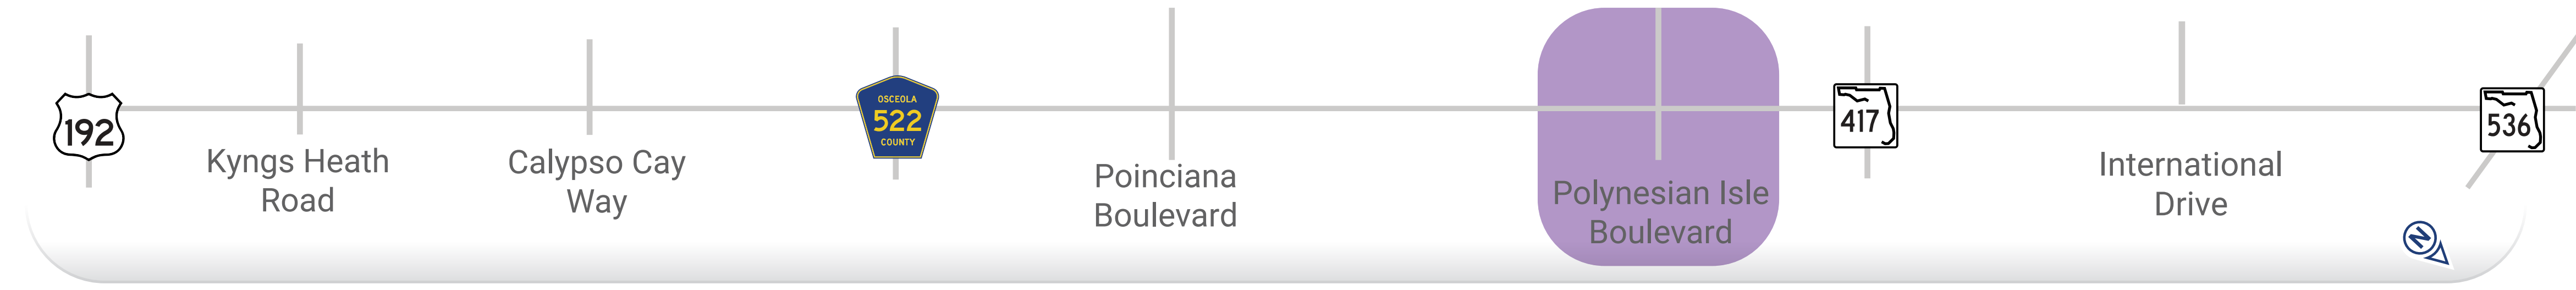 192
Kyngs Heath
Road
Calypso Cay
Way
OSCEOLA
522
COUNTY
Poinciana
Boulevard
Polynesian Isle
Boulevard
417
International
Drive
536
N